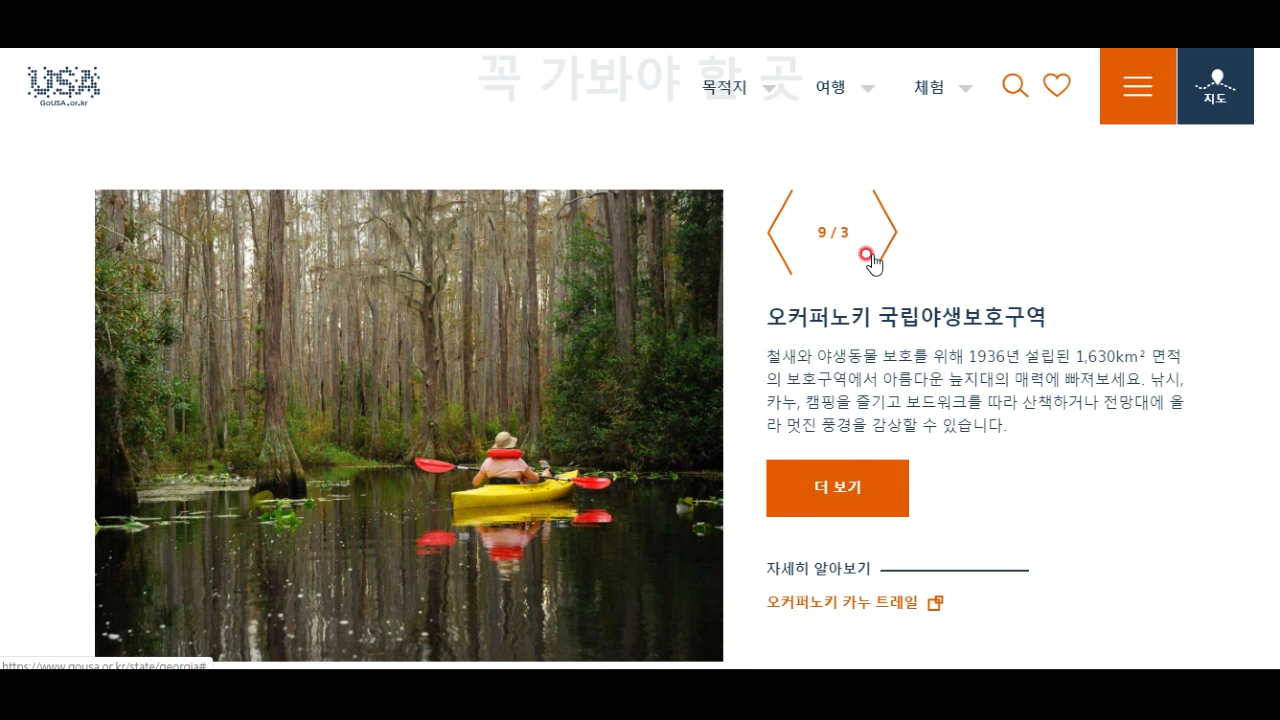 꼭 가봐야 할 곳
USA
GoUSA.or.kr
목적지
여행
체험
지도
9 / 3
오커퍼노키 국립야생보호구역
철새와 야생동물 보호를 위해 1936년 설립된 1,630km² 면적
의 보호구역에서 아름다운 늪지대의 매력에 빠져보세요. 낚시,
카누, 캠핑을 즐기고 보드워크를 따라 산책하거나 전망대에 올
라 멋진 풍경을 감상할 수 있습니다.
더 보기
자세히 알아보기
오커퍼노키 카누 트레일
https://www.gousa.or.kr/state/georgia#